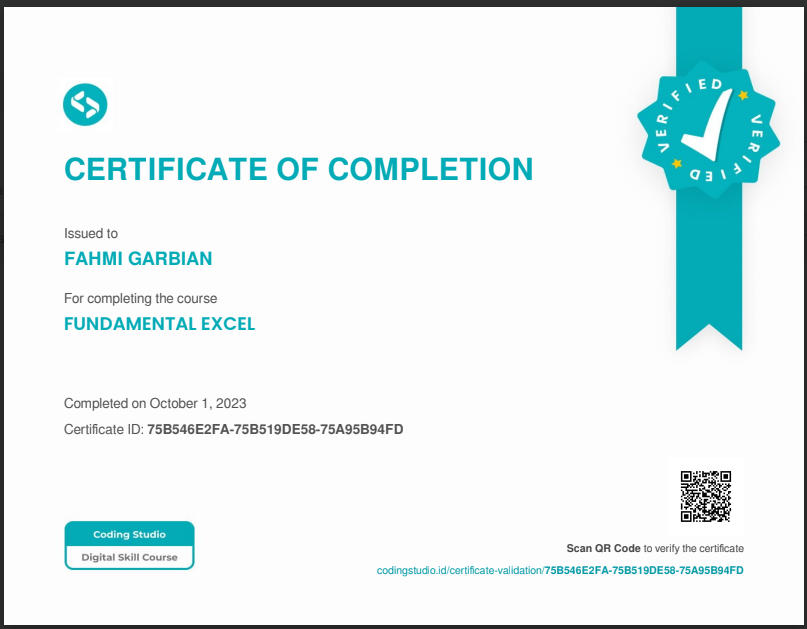 CERTIFICATE OF COMPLETION
Issued to
FAHMI GARBIAN
For completing the course
FUNDAMENTAL EXCEL
Completed on October 1, 2023
Certificate ID: 75B546E2FA-75B519DE58-75A95B94FD
VERIFIED
VERIFIED
Coding Studio
Digital Skill Course
Scan QR Code to verify the certificate
codingstudio.id/certificate-validation/75B546E2FA-75B519DE58-75A95B94FD